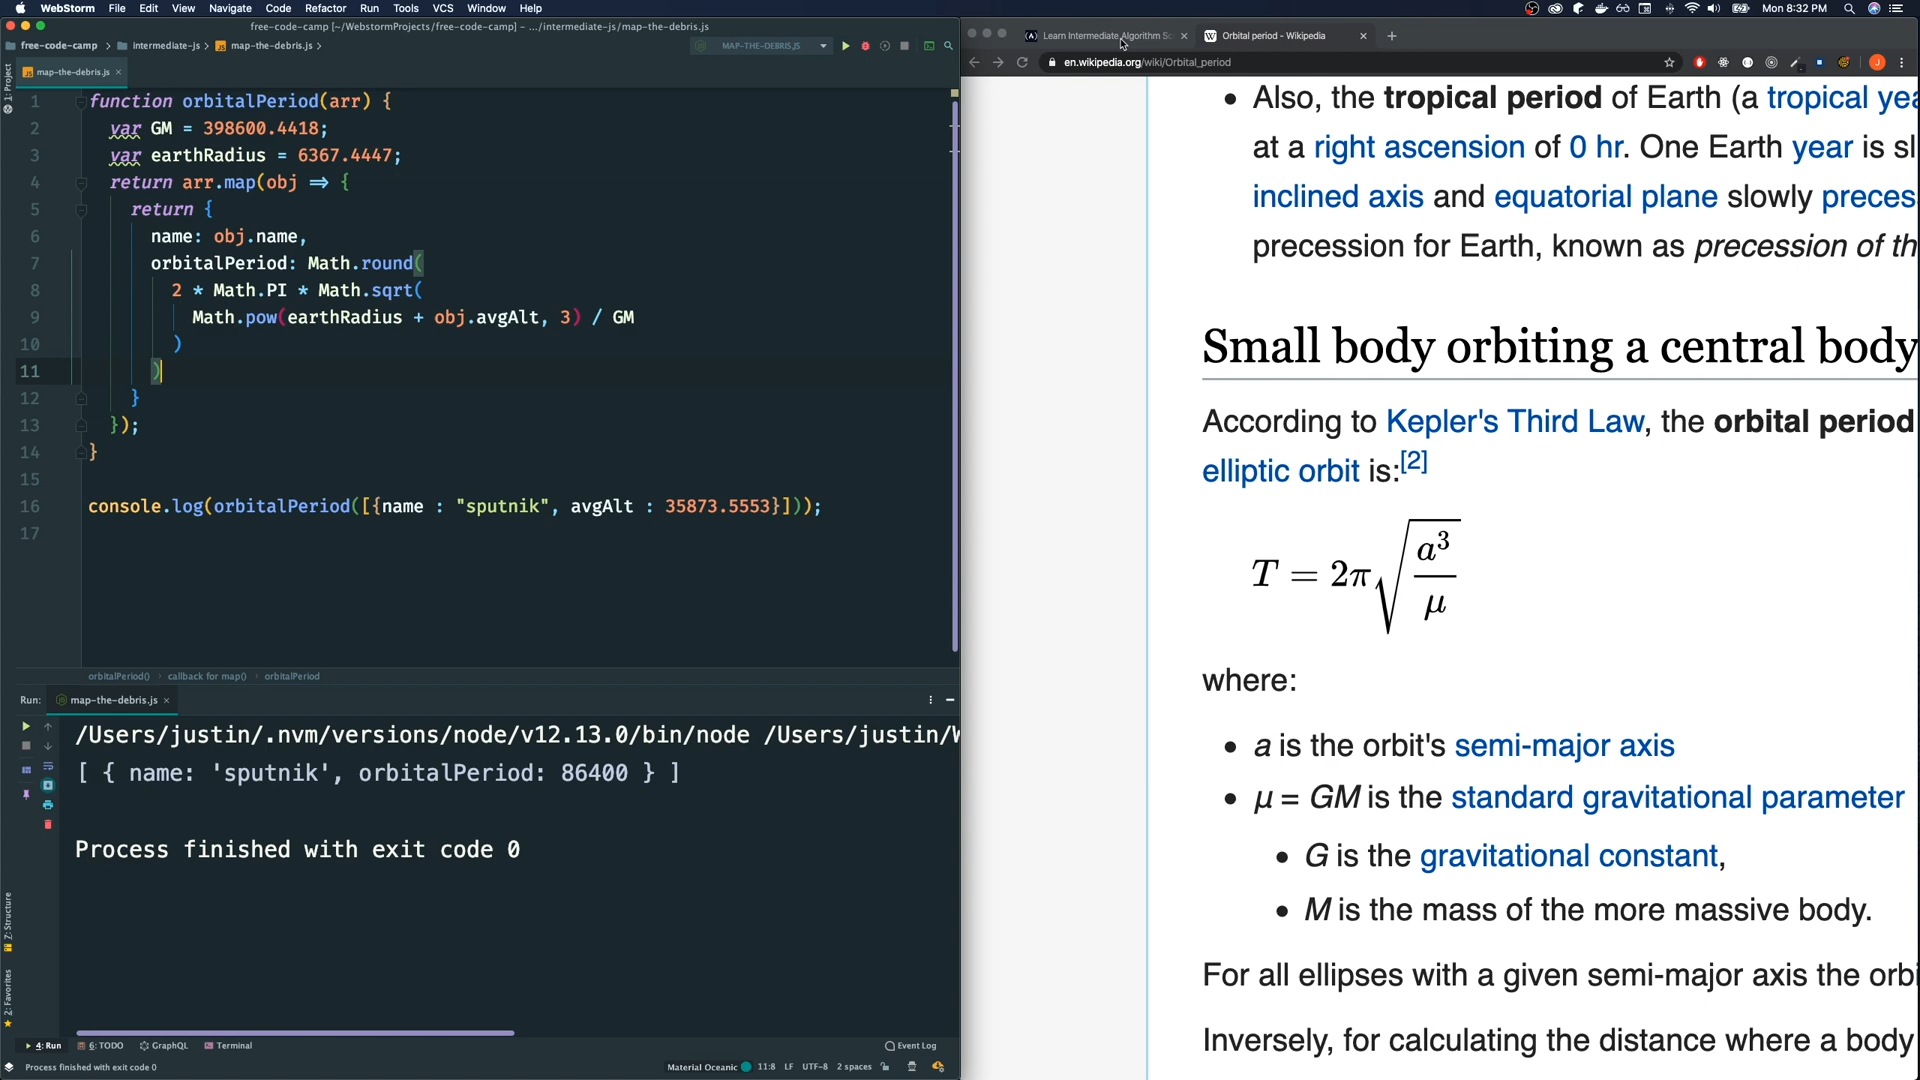 WebStorm File Edit View Navigate Code Refactor Run Tools VCS Window Help
Mon 8:32 PM
free-code-camp [~/WebstormProjects/free-code-camp] - .../intermediate-js/map-the-debris.js
free-code-camp intermediate-js map-the-debris.js
MAP-THE-DEBRIS.JS
1: Project
map-the-debris.js
1 function orbitalPeriod(arr) {
2 var GM = 398600.4418;
3 var earthRadius = 6367.4447;
4 return arr.map(obj => {
5 return {
6 name: obj.name,
7 orbitalPeriod: Math.round(
8 2 * Math.PI * Math.sqrt(
9 Math.pow(earthRadius + obj.avgAlt, 3) / GM
10 )
11 )
12 }
13 });
14 }
15
16 console.log(orbitalPeriod([{name : "sputnik", avgAlt : 35873.5553}]));
17
orbitalPeriod() callback for map() orbitalPeriod
Run: map-the-debris.js
/Users/justin/.nvm/versions/node/v12.13.0/bin/node /Users/justin/W
[ { name: 'sputnik', orbitalPeriod: 86400 } ]
Process finished with exit code 0
Z: Structure
2: Favorites
4: Run 6: TODO GraphQL Terminal Event Log
Process finished with exit code 0 Material Oceanic 11:8 LF UTF-8 2 spaces
Learn Intermediate Algorithm Sc Orbital period - Wikipedia
en.wikipedia.org/wiki/Orbital_period
J
• Also, the tropical period of Earth (a tropical yea
at a right ascension of 0 hr. One Earth year is sl
inclined axis and equatorial plane slowly preces
precession for Earth, known as precession of th
Small body orbiting a central body
According to Kepler's Third Law, the orbital period
elliptic orbit is:[2]
T = 2π√(a³/μ)
where:
• a is the orbit's semi-major axis
• μ = GM is the standard gravitational parameter
• G is the gravitational constant,
• M is the mass of the more massive body.
For all ellipses with a given semi-major axis the orbi
Inversely, for calculating the distance where a body